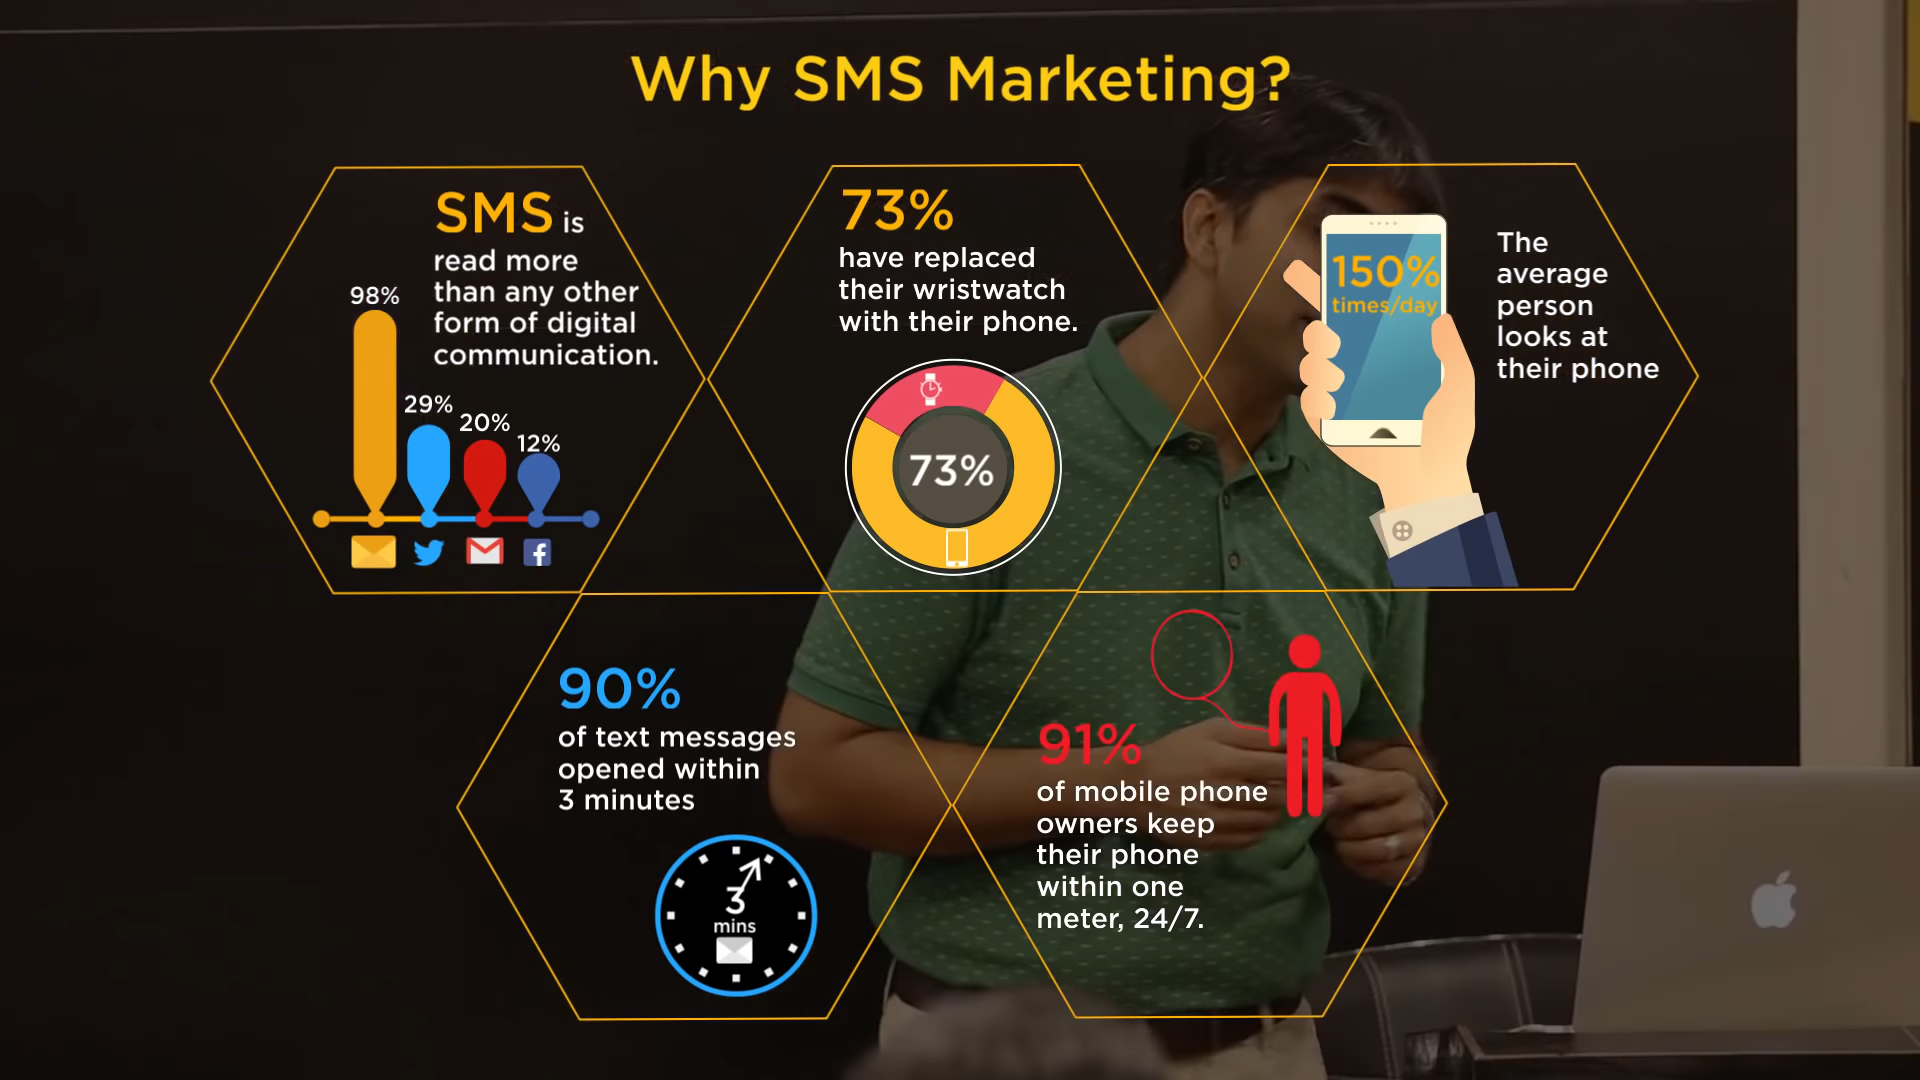 Why SMS Marketing?
SMS is
read more
than any other
form of digital
communication.
98%
29%
20%
12%
f
73%
have replaced
their wristwatch
with their phone.
73%
150%
times/day
The
average
person
looks at
their phone
90%
of text messages
opened within
3 minutes
3
mins
91%
of mobile phone
owners keep
their phone
within one
meter, 24/7.